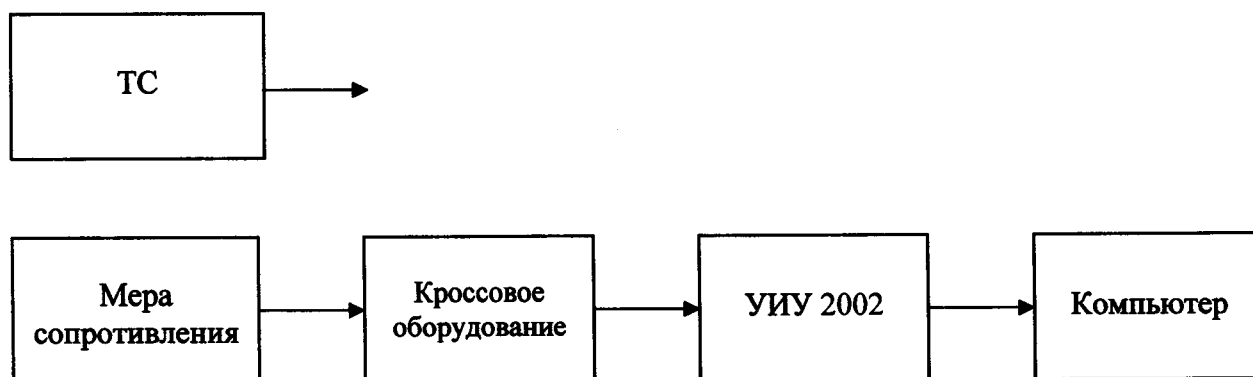 ТС
Мера
сопротивления
Кроссовое
оборудование
УИУ 2002
Компьютер